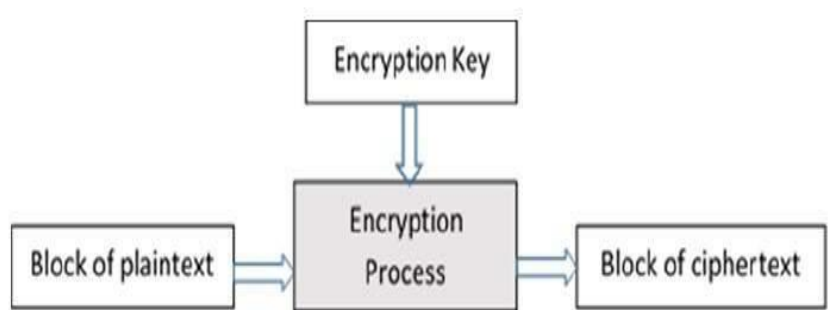 Encryption Key
Encryption
Process
Block of plaintext
Block of ciphertext